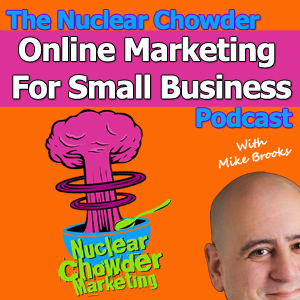 The Nuclear Chowder
Online Marketing
For Small Business
Podcast
With
Mike Brooks
Nuclear
Chowder
Marketing